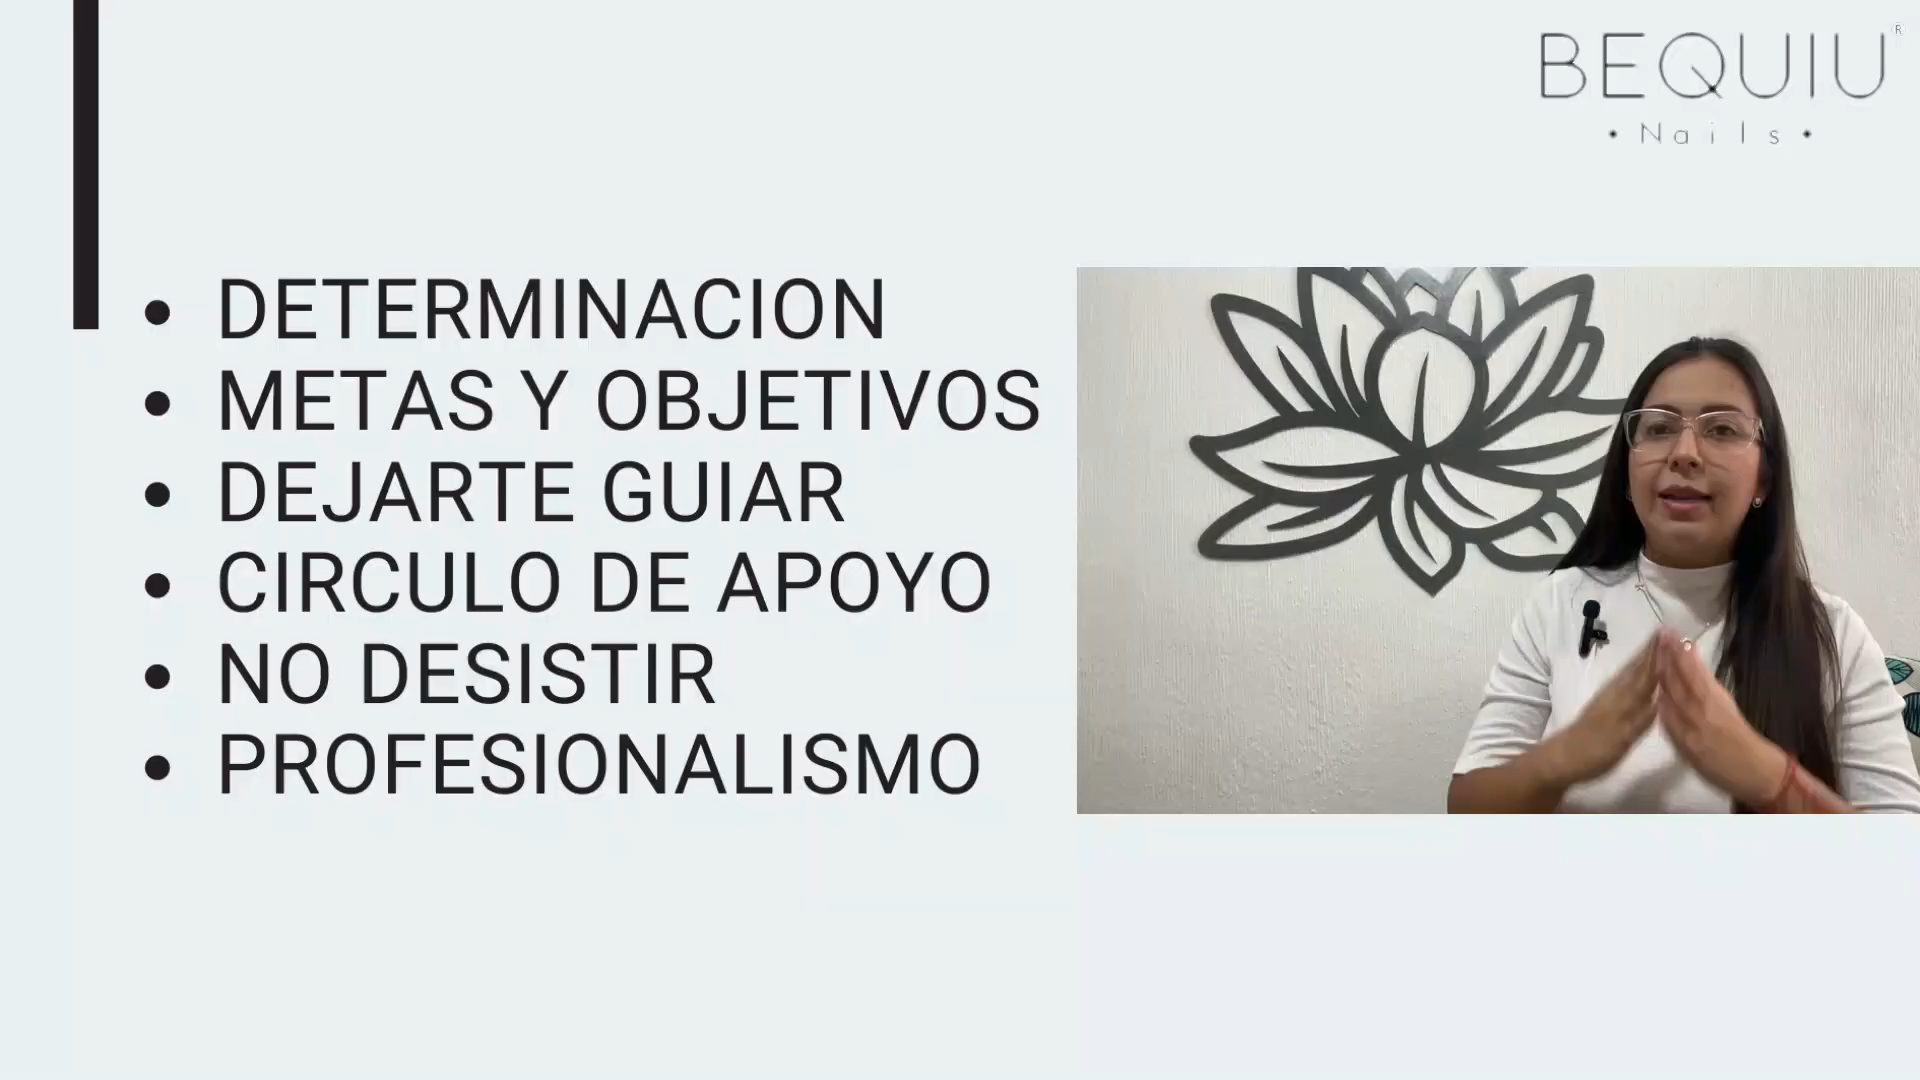 BEQUIU®
• Nails •
• DETERMINACION
• METAS Y OBJETIVOS
• DEJARTE GUIAR
• CIRCULO DE APOYO
• NO DESISTIR
• PROFESIONALISMO